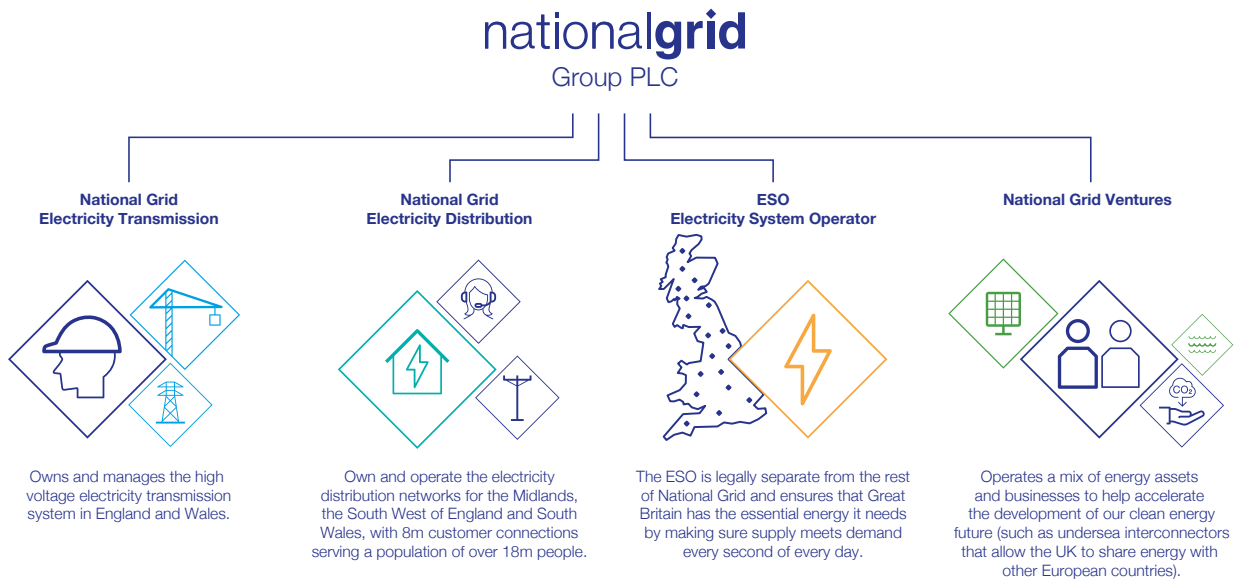 nationalgrid
Group PLC
National Grid
Electricity Transmission
Owns and manages the high
voltage electricity transmission
system in England and Wales.
National Grid
Electricity Distribution
Own and operate the electricity
distribution networks for the Midlands,
the South West of England and South
Wales, with 8m customer connections
serving a population of over 18m people.
ESO
Electricity System Operator
The ESO is legally separate from the rest
of National Grid and ensures that Great
Britain has the essential energy it needs
by making sure supply meets demand
every second of every day.
National Grid Ventures
CO₂
Operates a mix of energy assets
and businesses to help accelerate
the development of our clean energy
future (such as undersea interconnectors
that allow the UK to share energy with
other European countries).